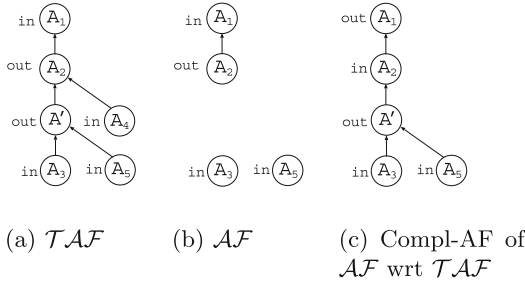 in A₁
out A₂
out A′
in A₄
in A₃
in A₅
(a) 𝒯𝒜ℱ
in A₁
out A₂
in A₃
in A₅
(b) 𝒜ℱ
out A₁
in A₂
out A′
in A₃
in A₅
(c) Compl-AF of
𝒜ℱ wrt 𝒯𝒜ℱ